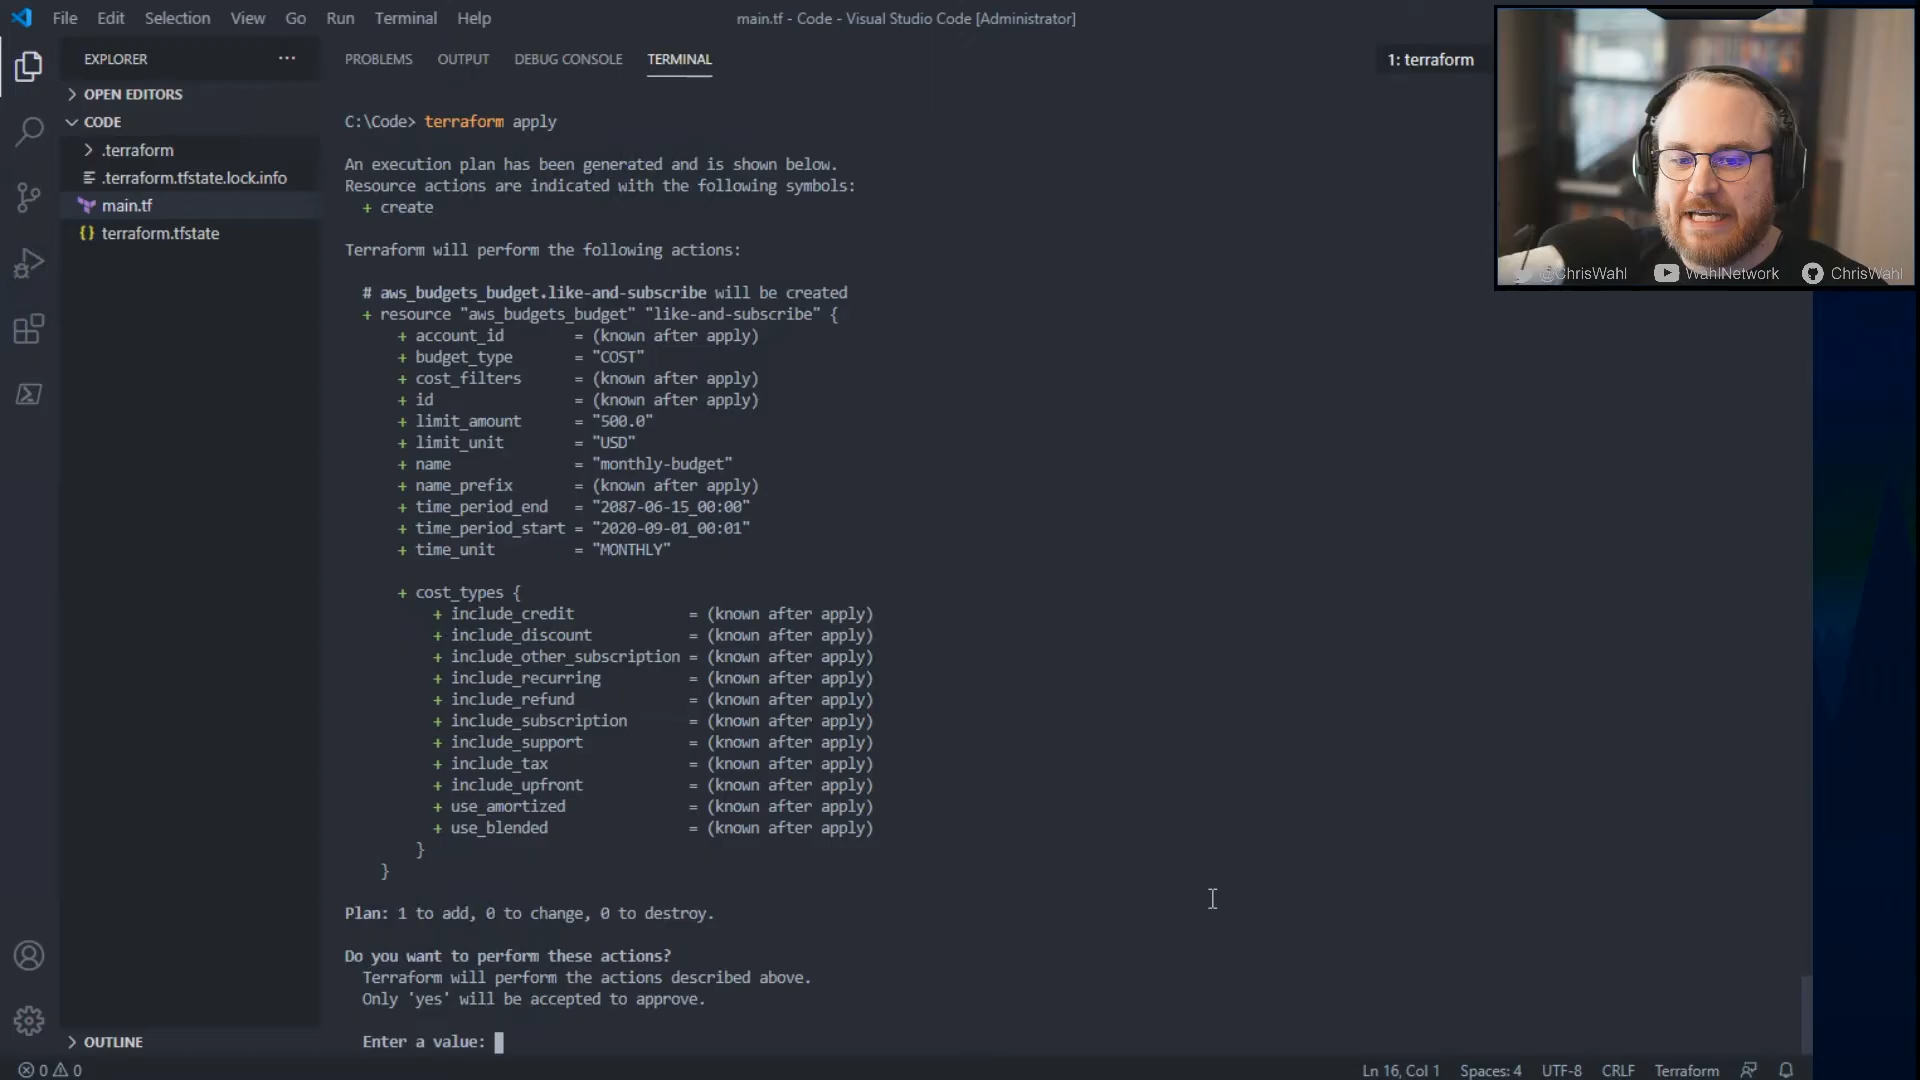 File Edit Selection View Go Run Terminal Help
main.tf - Code - Visual Studio Code [Administrator]
EXPLORER
OPEN EDITORS
CODE
.terraform
.terraform.tfstate.lock.info
main.tf
{} terraform.tfstate
OUTLINE
PROBLEMS OUTPUT DEBUG CONSOLE TERMINAL
1: terraform
C:\Code> terraform apply
An execution plan has been generated and is shown below.
Resource actions are indicated with the following symbols:
+ create
Terraform will perform the following actions:
# aws_budgets_budget.like-and-subscribe will be created
+ resource "aws_budgets_budget" "like-and-subscribe" {
+ account_id = (known after apply)
+ budget_type = "COST"
+ cost_filters = (known after apply)
+ id = (known after apply)
+ limit_amount = "500.0"
+ limit_unit = "USD"
+ name = "monthly-budget"
+ name_prefix = (known after apply)
+ time_period_end = "2087-06-15_00:00"
+ time_period_start = "2020-09-01_00:01"
+ time_unit = "MONTHLY"
+ cost_types {
+ include_credit = (known after apply)
+ include_discount = (known after apply)
+ include_other_subscription = (known after apply)
+ include_recurring = (known after apply)
+ include_refund = (known after apply)
+ include_subscription = (known after apply)
+ include_support = (known after apply)
+ include_tax = (known after apply)
+ include_upfront = (known after apply)
+ use_amortized = (known after apply)
+ use_blended = (known after apply)
}
}
Plan: 1 to add, 0 to change, 0 to destroy.
Do you want to perform these actions?
Terraform will perform the actions described above.
Only 'yes' will be accepted to approve.
Enter a value:
@ChrisWahl WahlNetwork ChrisWahl
0 0
Ln 16, Col 1 Spaces: 4 UTF-8 CRLF Terraform